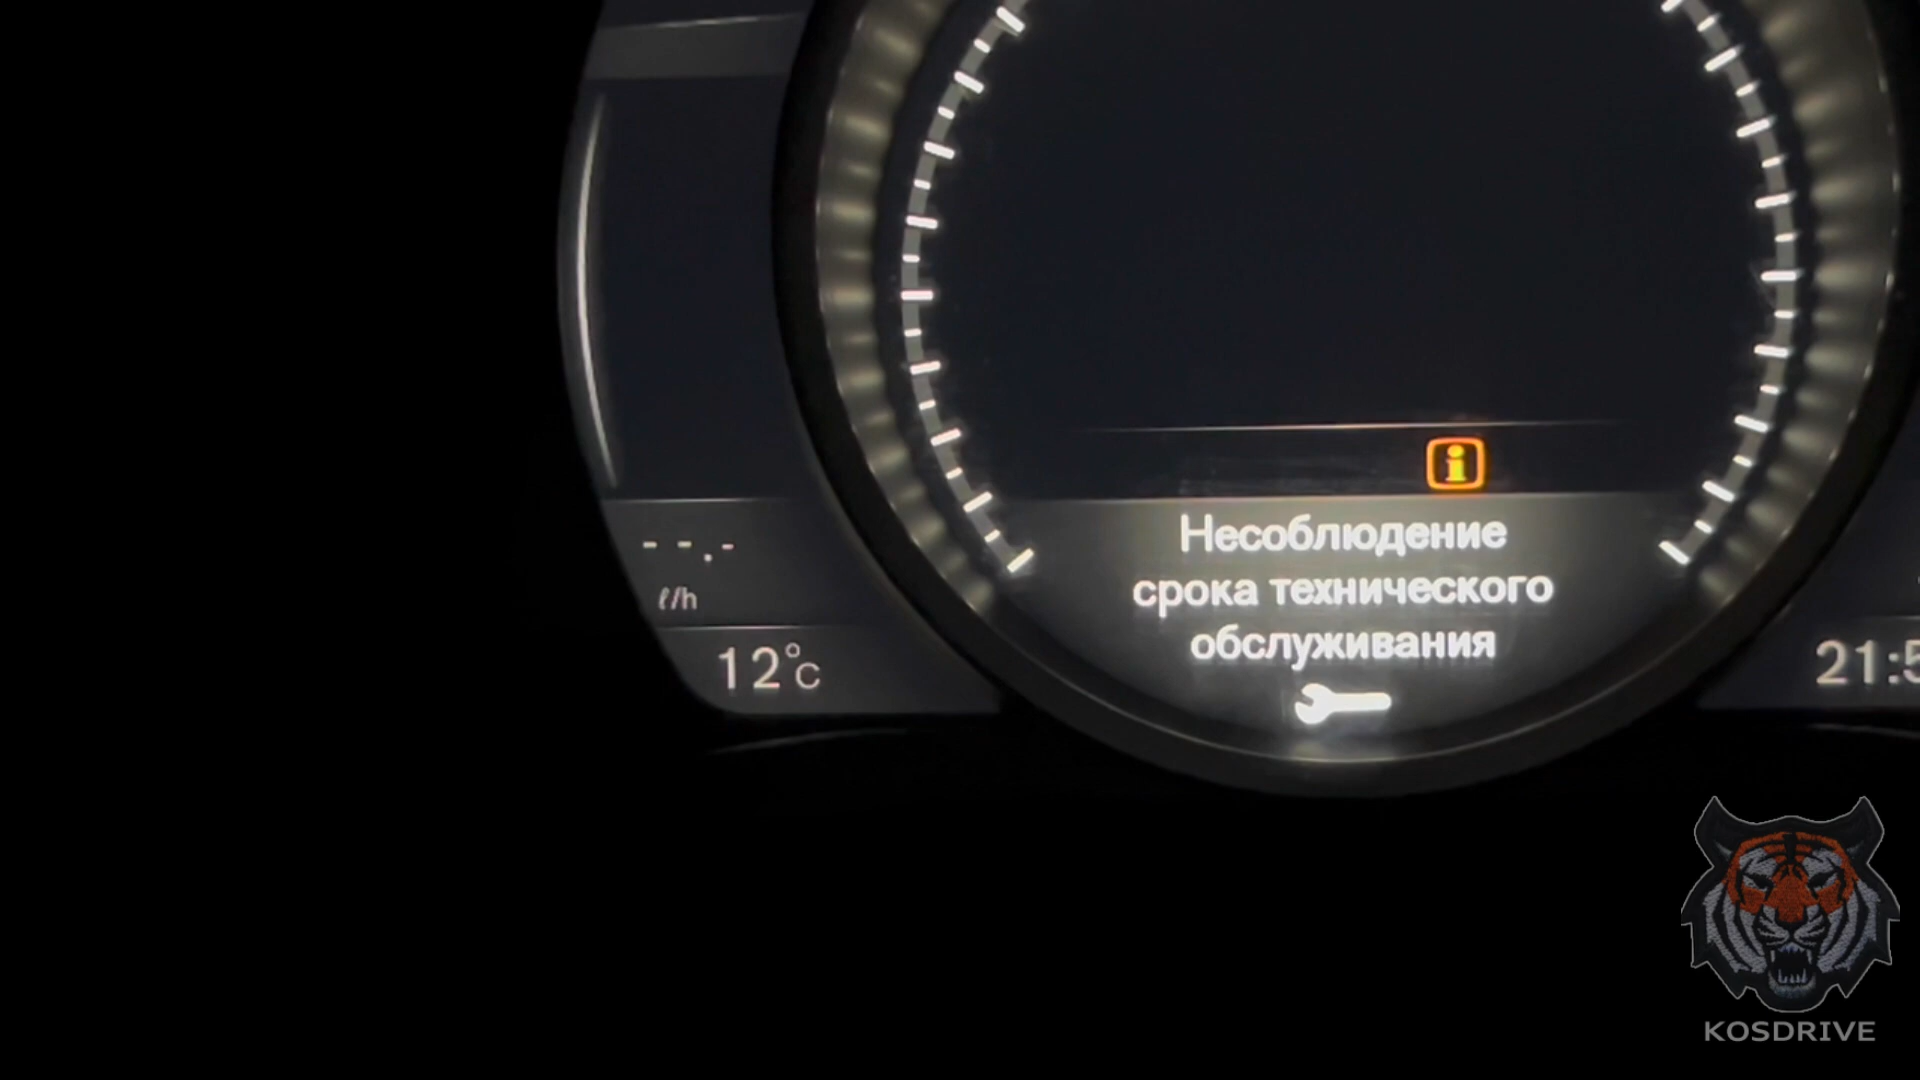 i
Несоблюдение
срока технического
обслуживания
--.-
ℓ/h
12°C
21:5
KOSDRIVE